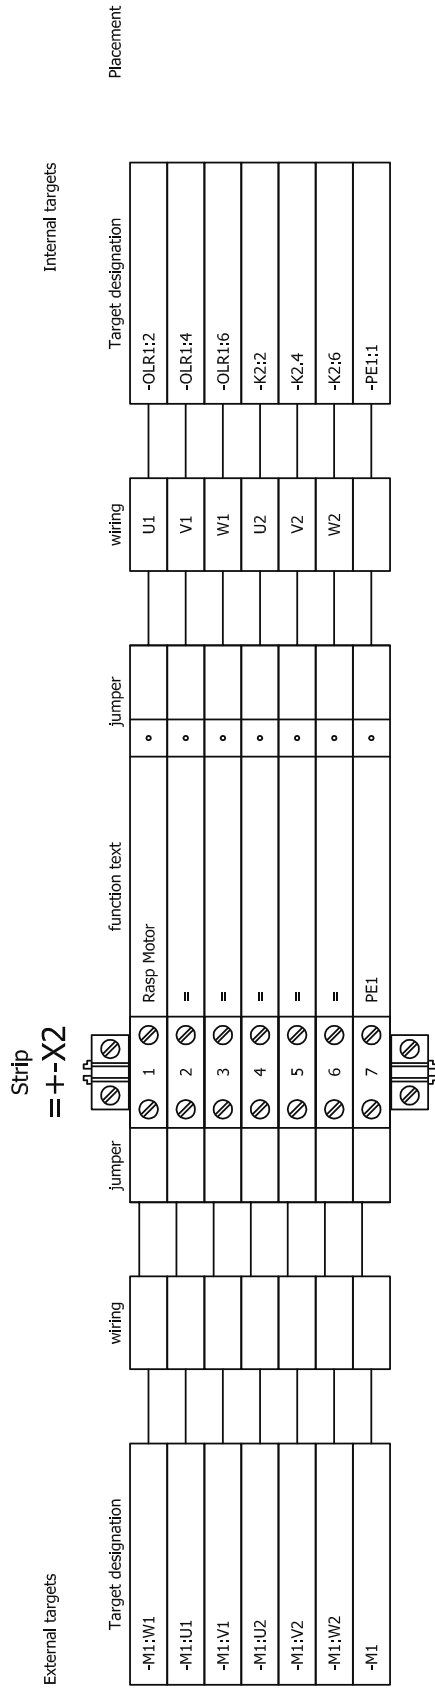 Strip
External targets =+-X2 Internal targets
Target designation wiring jumper function text jumper wiring Target designation Placement
-M1:W1 1 Rasp Motor U1 -OLR1:2
-M1:U1 2 = V1 -OLR1:4
-M1:V1 3 = W1 -OLR1:6
-M1:U2 4 = U2 -K2:2
-M1:V2 5 = V2 -K2.4
-M1:W2 6 = W2 -K2:6
-M1 7 PE1 -PE1:1